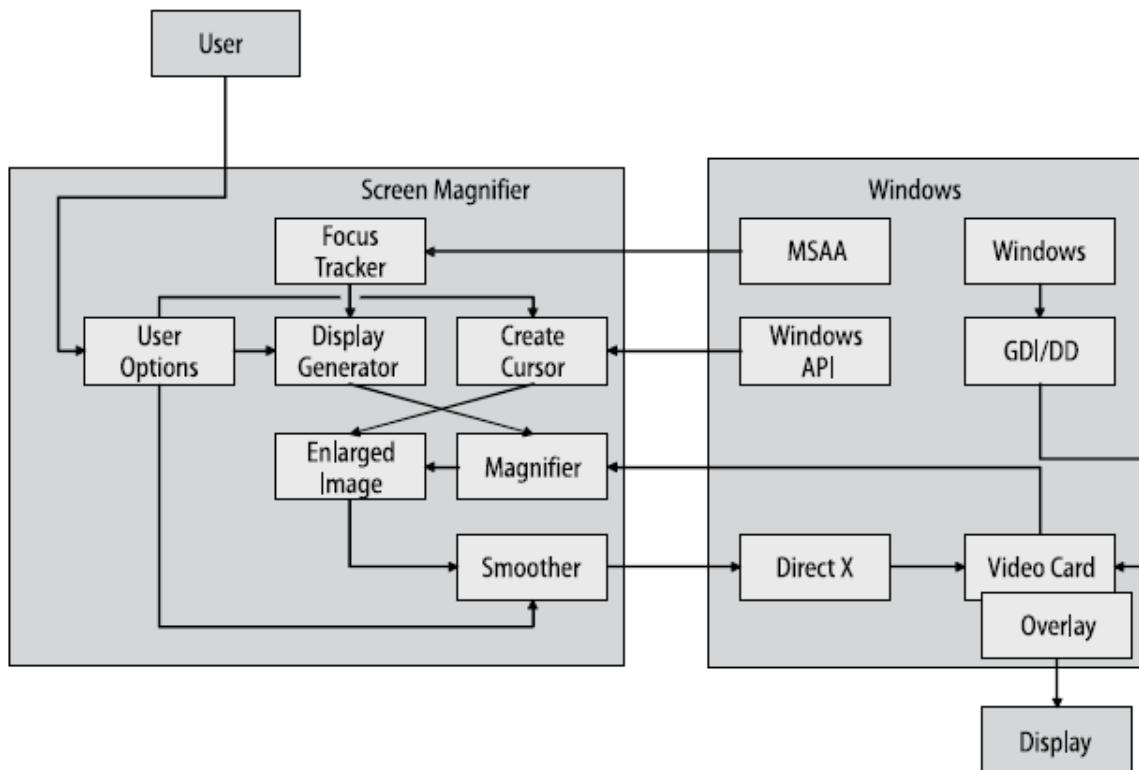 User
Screen Magnifier
Windows
Focus
Tracker
MSAA
Windows
User
Options
Display
Generator
Create
Cursor
Windows
API
GDI/DD
Enlarged
Image
Magnifier
Smoother
Direct X
Video Card
Overlay
Display